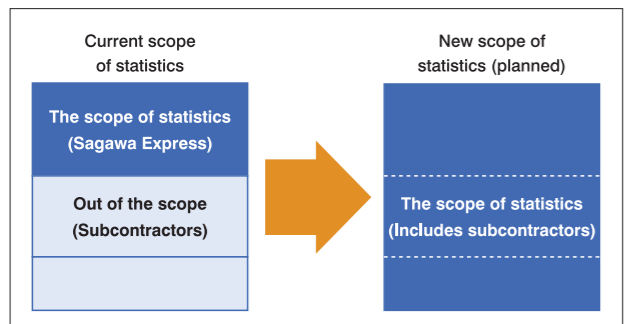 Current scope
of statistics
The scope of statistics
(Sagawa Express)
Out of the scope
(Subcontractors)
New scope of
statistics (planned)
The scope of statistics
(Includes subcontractors)